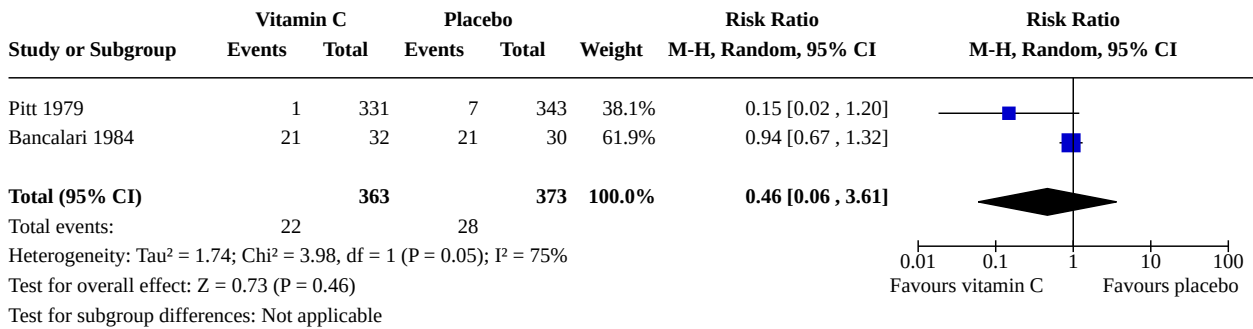 Vitamin C Placebo Risk Ratio Risk Ratio
Study or Subgroup Events Total Events Total Weight M-H, Random, 95% CI M-H, Random, 95% CI
Pitt 1979 1 331 7 343 38.1% 0.15 [0.02 , 1.20]
Bancalari 1984 21 32 21 30 61.9% 0.94 [0.67 , 1.32]
Total (95% CI) 363 373 100.0% 0.46 [0.06 , 3.61]
Total events: 22 28
Heterogeneity: Tau² = 1.74; Chi² = 3.98, df = 1 (P = 0.05); I² = 75%
0.01 0.1 1 10 100
Test for overall effect: Z = 0.73 (P = 0.46)
Favours vitamin C Favours placebo
Test for subgroup differences: Not applicable